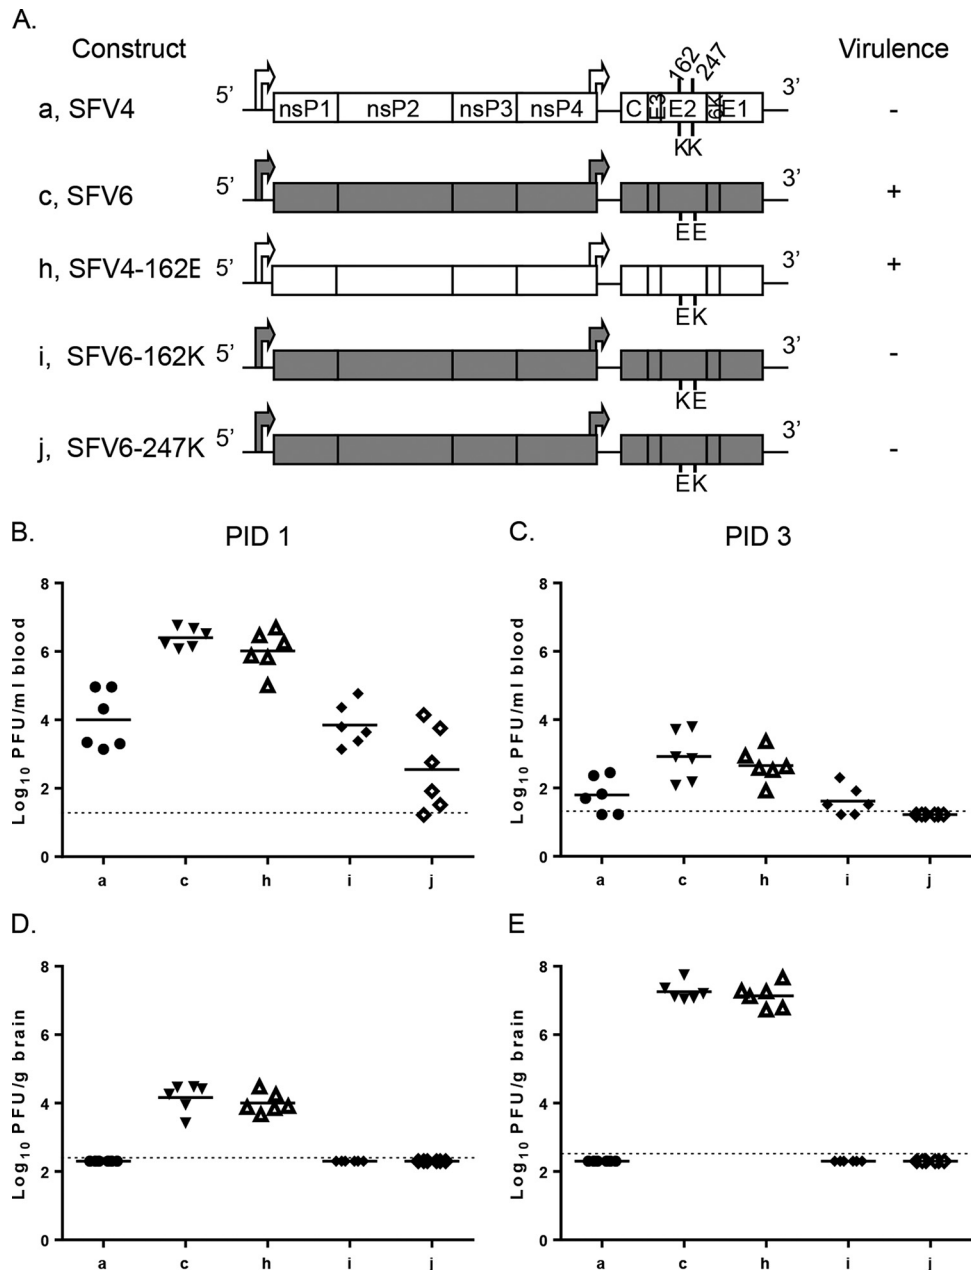 A.
Construct
Virulence
162 247
a, SFV4 5’ nsP1 nsP2 nsP3 nsP4 C E3 E2 6K E1 3’ -
KK
c, SFV6 5’ 3’ +
E E
h, SFV4-162E 5’ 3’ +
E K
i, SFV6-162K 5’ 3’ -
K E
j, SFV6-247K 5’ 3’ -
E K
B. PID 1
Log10 PFU/ml blood
8
6
4
2
0
a c h i j
C. PID 3
Log10 PFU/ml blood
8
6
4
2
0
a c h i j
D.
Log10 PFU/g brain
8
6
4
2
0
a c h i j
E
Log10 PFU/g brain
8
6
4
2
0
a c h i j